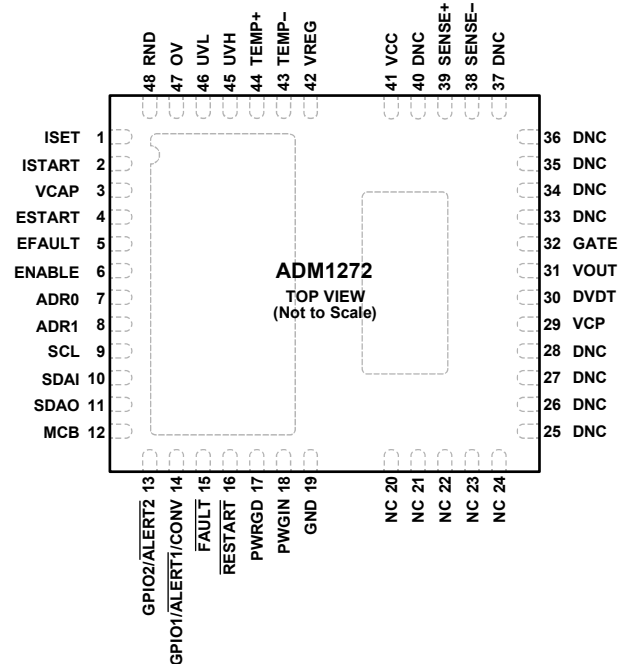 48 RND
47 OV
46 UVL
45 UVH
44 TEMP+
43 TEMP–
42 VREG
41 VCC
40 DNC
39 SENSE+
38 SENSE–
37 DNC
ISET 1
ISTART 2
VCAP 3
ESTART 4
EFAULT 5
ENABLE 6
ADR0 7
ADR1 8
SCL 9
SDAI 10
SDAO 11
MCB 12
ADM1272
TOP VIEW
(Not to Scale)
36 DNC
35 DNC
34 DNC
33 DNC
32 GATE
31 VOUT
30 DVDT
29 VCP
28 DNC
27 DNC
26 DNC
25 DNC
GPIO2/ALERT2 13
GPIO1/ALERT1/CONV 14
FAULT 15
RESTART 16
PWRGD 17
PWGIN 18
GND 19
NC 20
NC 21
NC 22
NC 23
NC 24